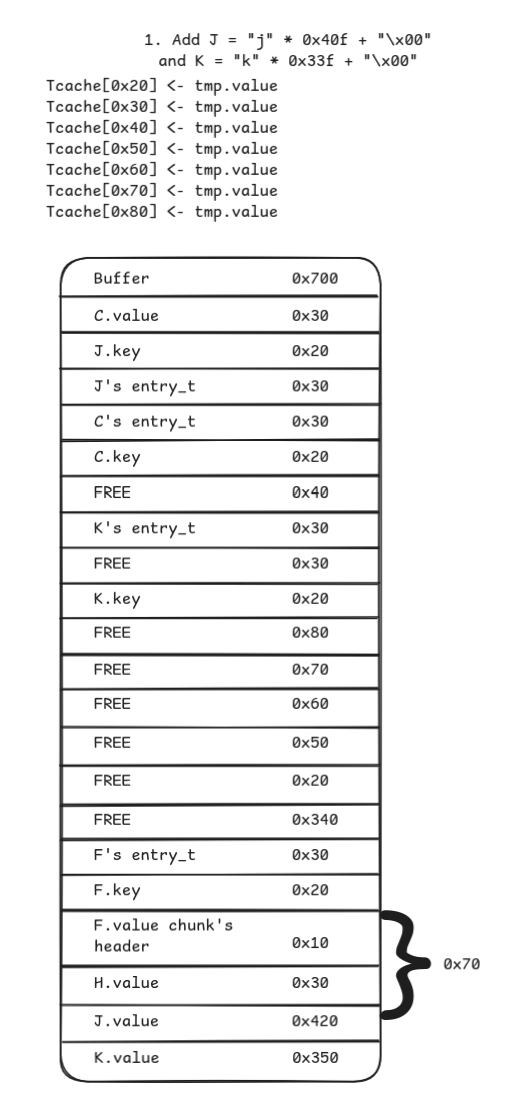 1. Add J = "j" * 0x40f + "\x00"
and K = "k" * 0x33f + "\x00"
Tcache[0x20] <- tmp.value
Tcache[0x30] <- tmp.value
Tcache[0x40] <- tmp.value
Tcache[0x50] <- tmp.value
Tcache[0x60] <- tmp.value
Tcache[0x70] <- tmp.value
Tcache[0x80] <- tmp.value
Buffer 0x700
C.value 0x30
J.key 0x20
J's entry_t 0x30
C's entry_t 0x30
C.key 0x20
FREE 0x40
K's entry_t 0x30
FREE 0x30
K.key 0x20
FREE 0x80
FREE 0x70
FREE 0x60
FREE 0x50
FREE 0x20
FREE 0x340
F's entry_t 0x30
F.key 0x20
F.value chunk's
header 0x10
0x70
H.value 0x30
J.value 0x420
K.value 0x350